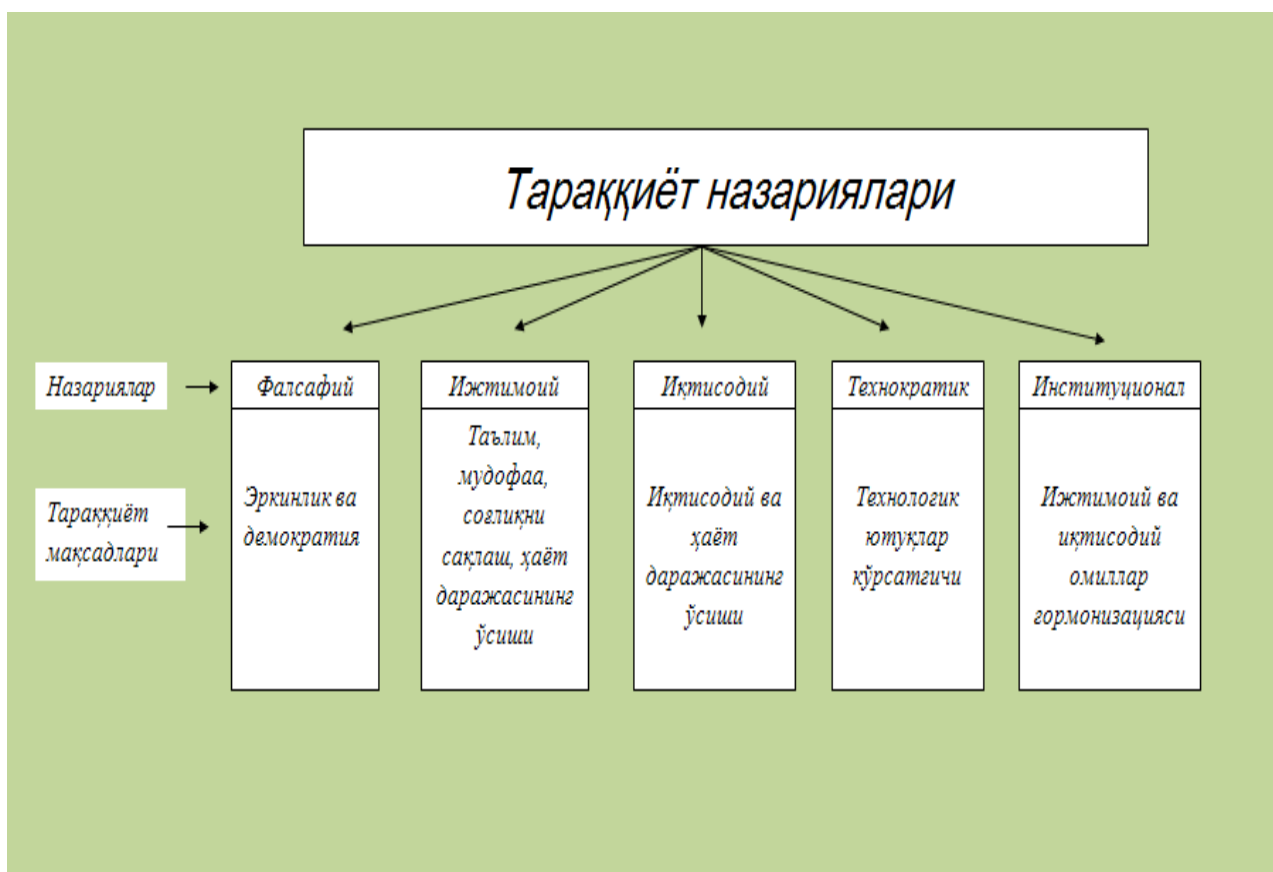 Тараққиёт назариялари
Назариялар
Фалсафий
Ижтимоий
Иқтисодий
Технократик
Институционал
Тараққиёт
мақсадлари
Эркинлик ва
демократия
Таълим,
мудофаа,
соғлиқни
сақлаш, ҳаёт
даражасининг
ўсиши
Иқтисодий ва
ҳаёт
даражасининг
ўсиши
Технологик
ютуқлар
кўрсатгичи
Ижтимоий ва
иқтисодий
омиллар
гормонизацияси